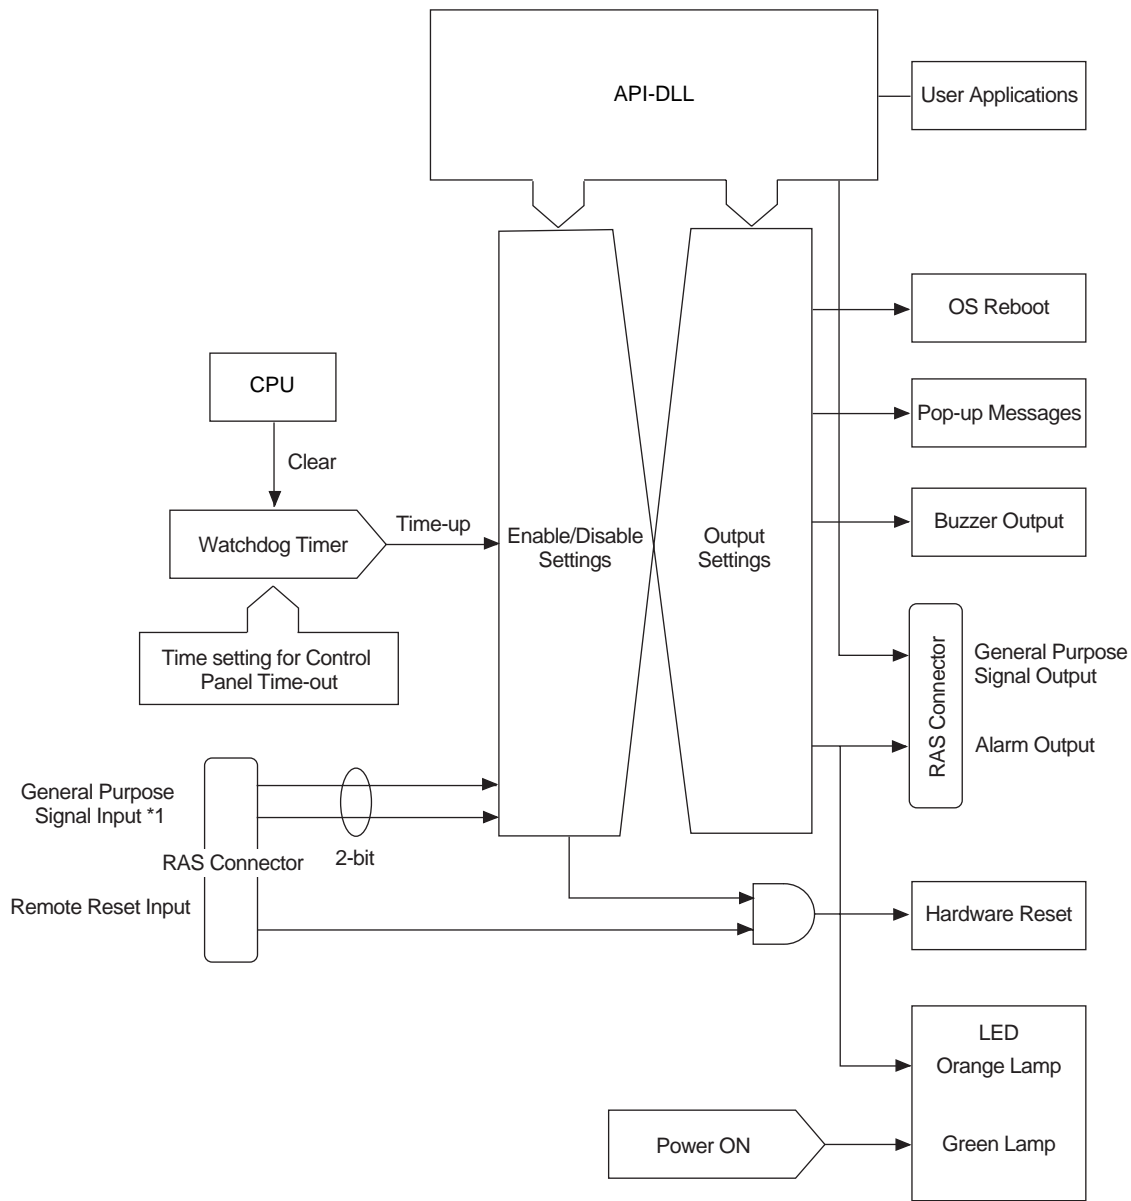 API-DLL
User Applications
OS Reboot
CPU
Pop-up Messages
Clear
Buzzer Output
Time-up
Watchdog Timer
Enable/Disable
Settings
Output
Settings
Time setting for Control
Panel Time-out
RAS Connector
General Purpose
Signal Output
Alarm Output
General Purpose
Signal Input *1
2-bit
RAS Connector
Remote Reset Input
Hardware Reset
LED
Orange Lamp
Power ON
Green Lamp